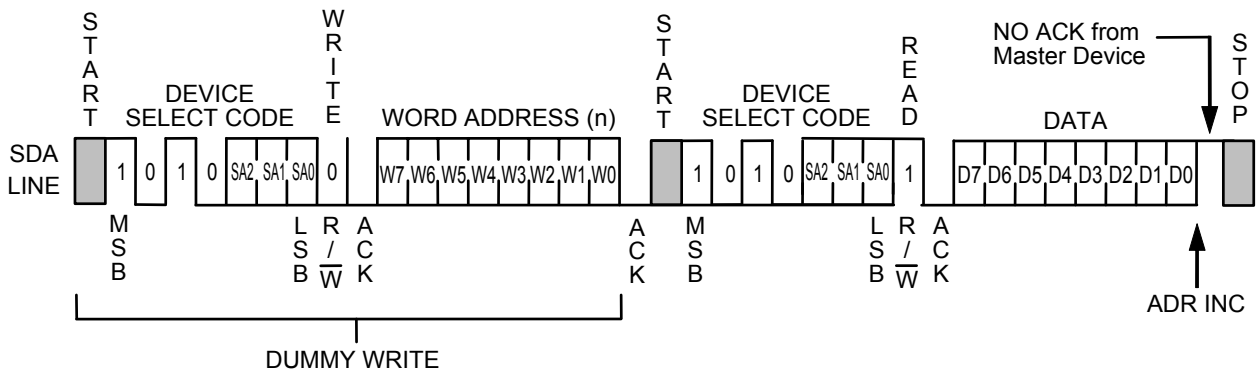 START
DEVICE
SELECT CODE
WRITE
WORD ADDRESS (n)
START
DEVICE
SELECT CODE
READ
DATA
NO ACK from
Master Device
STOP
SDA
LINE
1 0 1 0 SA2 SA1 SA0 0
W7 W6 W5 W4 W3 W2 W1 W0
1 0 1 0 SA2 SA1 SA0 1
D7 D6 D5 D4 D3 D2 D1 D0
MSB
LSB
R/W̅
ACK
ACK
MSB
LSB
R/W̅
ACK
ADR INC
DUMMY WRITE